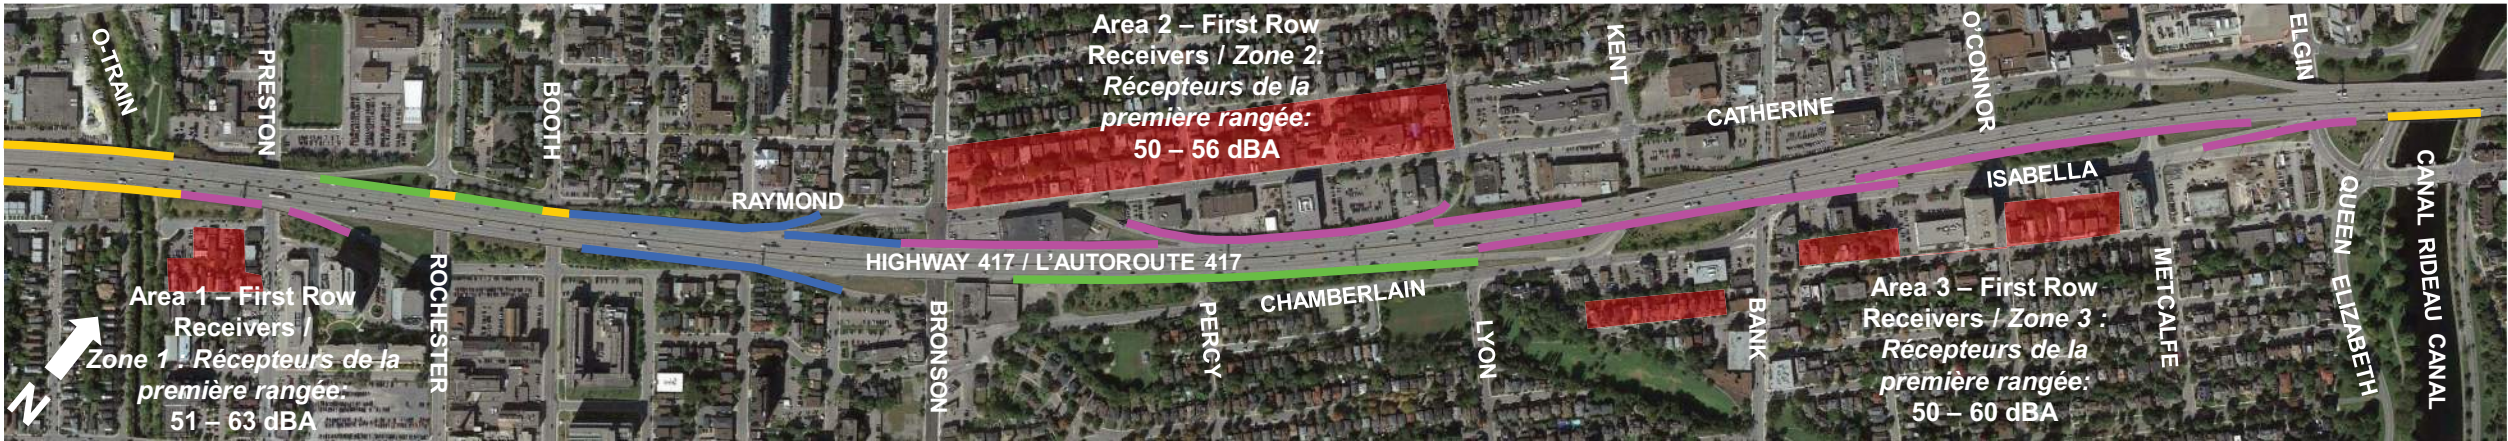 O-TRAIN
PRESTON
BOOTH
ROCHESTER
RAYMOND
BRONSON
Area 1 – First Row
Receivers /
Zone 1 : Récepteurs de la
première rangée:
51 – 63 dBA
N
Area 2 – First Row
Receivers / Zone 2:
Récepteurs de la
première rangée:
50 – 56 dBA
HIGHWAY 417 / L'AUTOROUTE 417
CHAMBERLAIN
PERCY
LYON
KENT
CATHERINE
BANK
O'CONNOR
ISABELLA
METCALFE
ELGIN
QUEEN ELIZABETH
CANAL RIDEAU CANAL
Area 3 – First Row
Receivers / Zone 3 :
Récepteurs de la
première rangée:
50 – 60 dBA